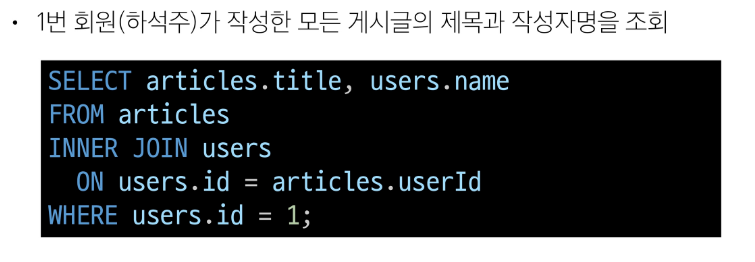 • 1번 회원(하석주)가 작성한 모든 게시글의 제목과 작성자명을 조회
SELECT articles.title, users.name
FROM articles
INNER JOIN users
  ON users.id = articles.userId
WHERE users.id = 1;